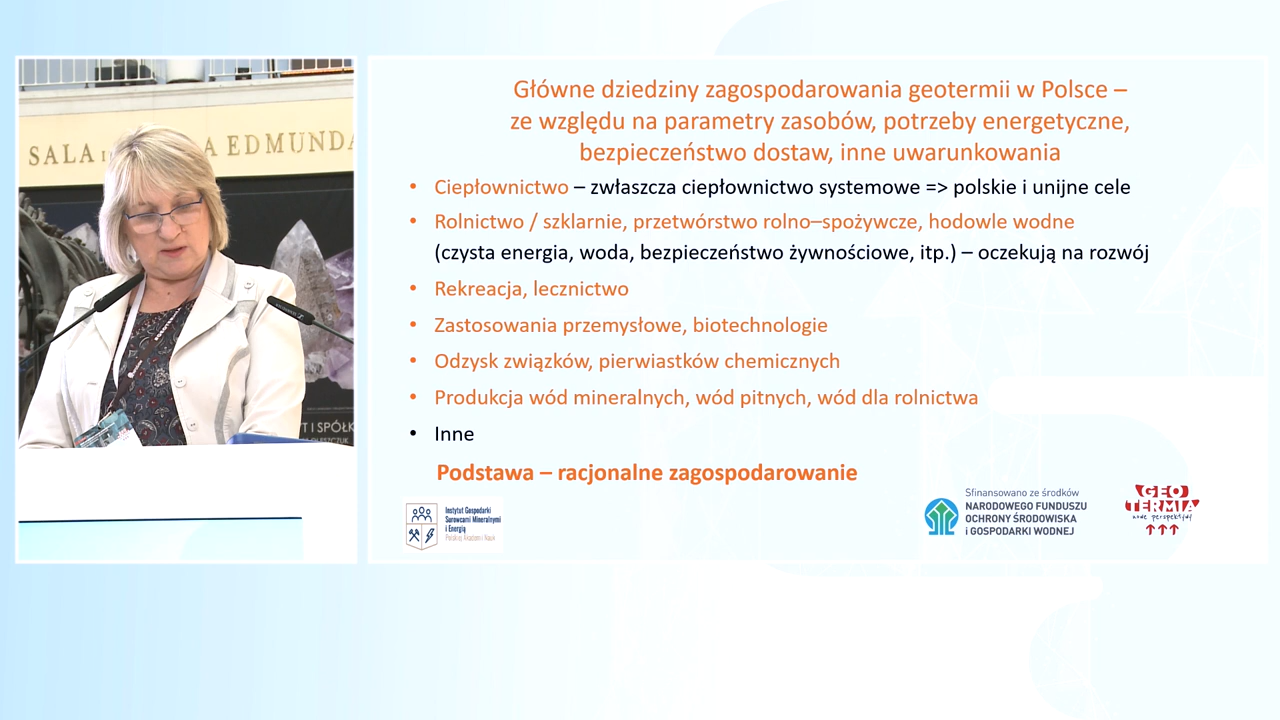 SALA
A EDMUNDA
T I SPÓŁK
Główne dziedziny zagospodarowania geotermii w Polsce –
ze względu na parametry zasobów, potrzeby energetyczne,
bezpieczeństwo dostaw, inne uwarunkowania
• Ciepłownictwo – zwłaszcza ciepłownictwo systemowe => polskie i unijne cele
• Rolnictwo / szklarnie, przetwórstwo rolno–spożywcze, hodowle wodne
(czysta energia, woda, bezpieczeństwo żywnościowe, itp.) – oczekują na rozwój
• Rekreacja, lecznictwo
• Zastosowania przemysłowe, biotechnologie
• Odzysk związków, pierwiastków chemicznych
• Produkcja wód mineralnych, wód pitnych, wód dla rolnictwa
• Inne
Podstawa – racjonalne zagospodarowanie
Instytut Gospodarki
Surowcami Mineralnymi
i Energią
Polskiej Akademii Nauk
Sfinansowano ze środków
NARODOWEGO FUNDUSZU
OCHRONY ŚRODOWISKA
i GOSPODARKI WODNEJ
GEO
TERMIA
nowe perspektywy